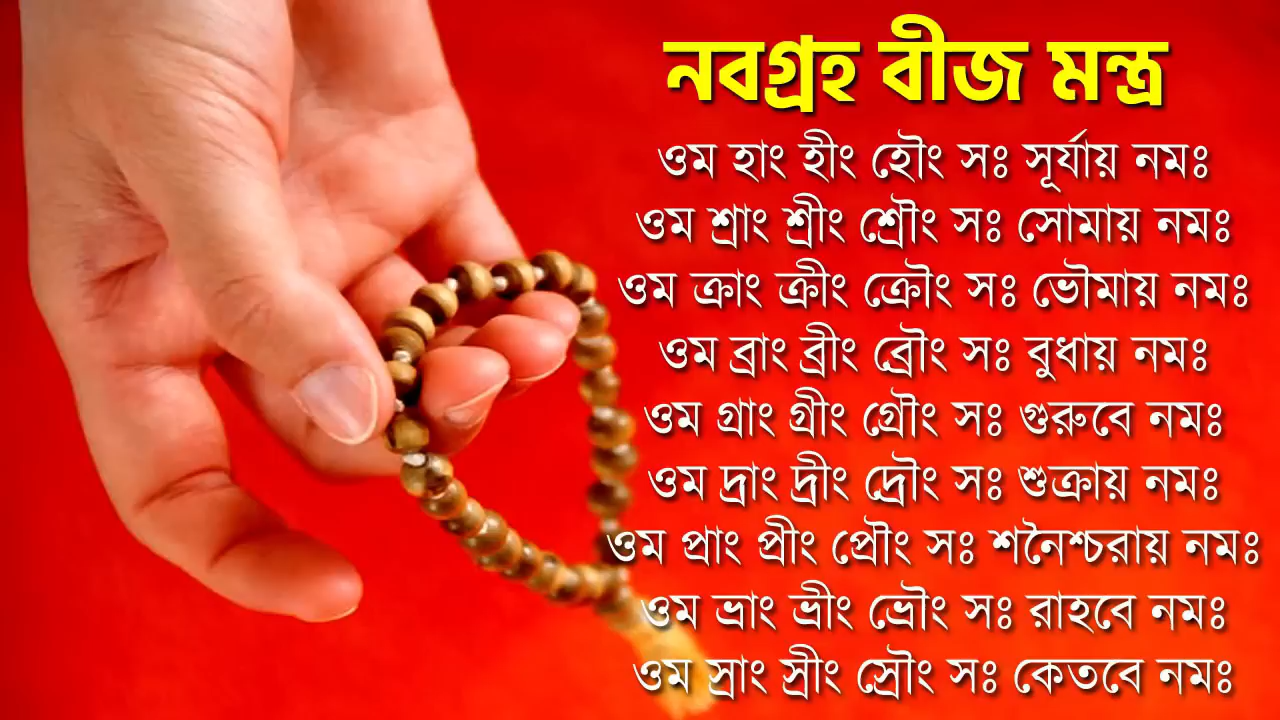 নবগ্রহ বীজ মন্ত্র
ওম হাং হীং হৌং সঃ সূর্যায় নমঃ
ওম শ্রাং শ্রীং শ্রৌং সঃ সোমায় নমঃ
ওম ক্রাং ক্রীং ক্রৌং সঃ ভৌমায় নমঃ
ওম ব্রাং ব্রীং ব্রৌং সঃ বুধায় নমঃ
ওম গ্রাং গ্রীং গ্রৌং সঃ গুরুবে নমঃ
ওম দ্রাং দ্রীং দ্রৌং সঃ শুক্রায় নমঃ
ওম প্রাং প্রীং প্রৌং সঃ শনৈশ্চরায় নমঃ
ওম ভ্রাং ভ্রীং ভ্রৌং সঃ রাহবে নমঃ
ওম স্রাং স্রীং স্রৌং সঃ কেতবে নমঃ